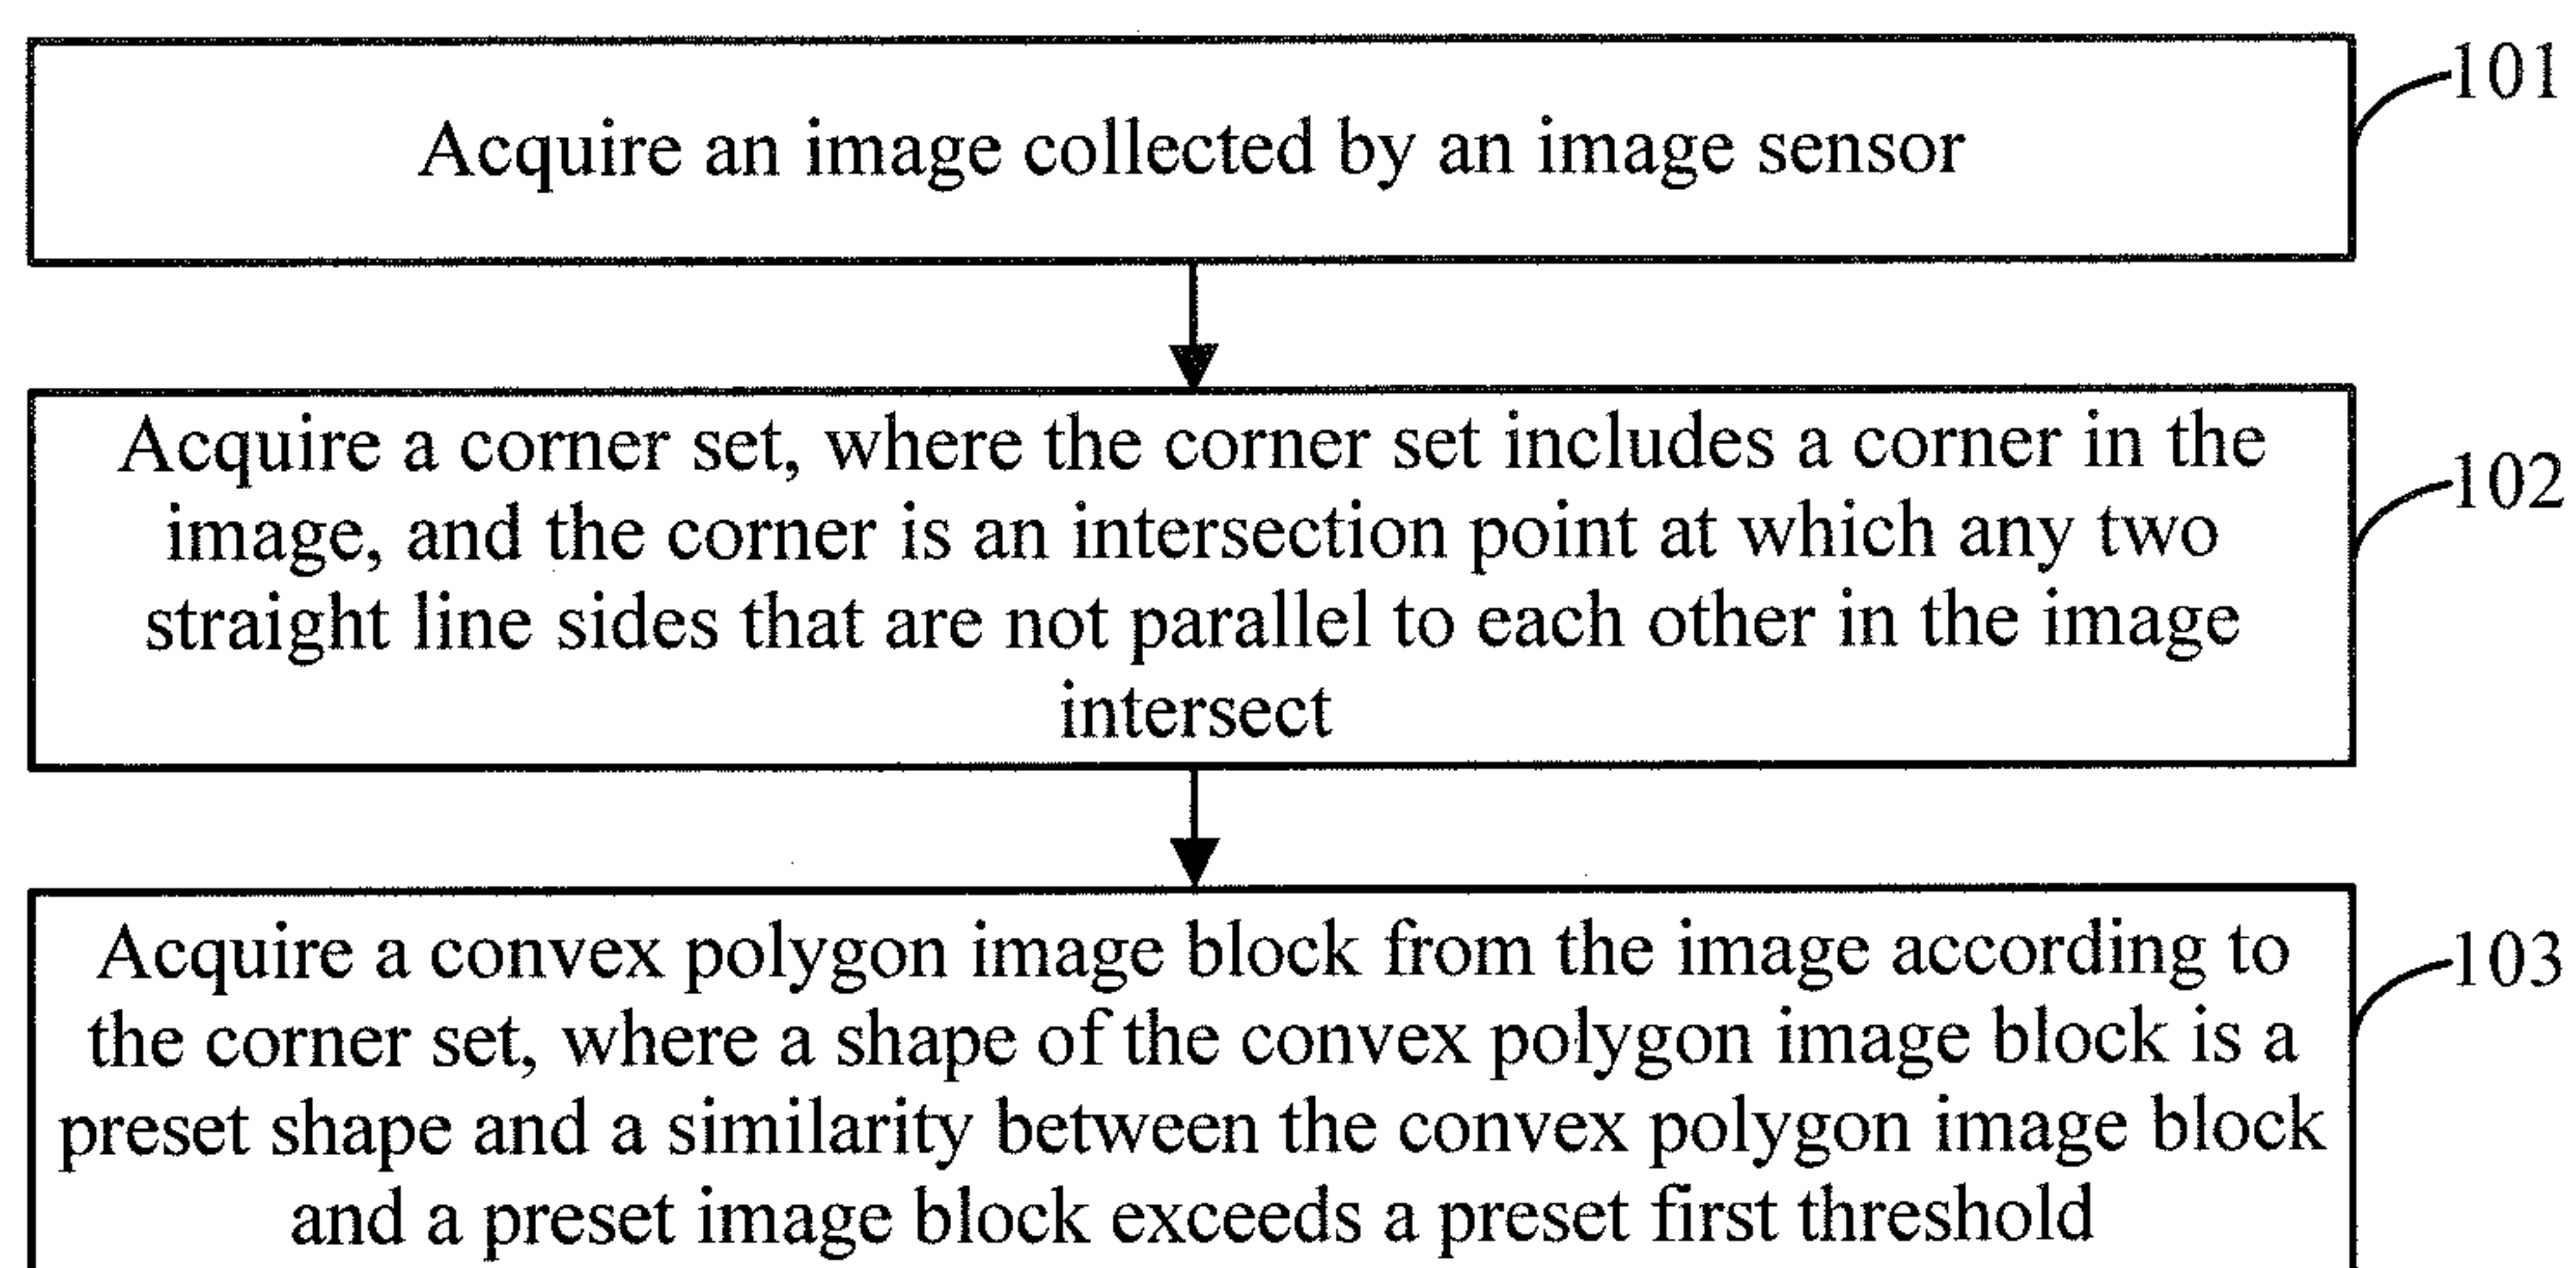 Acquire an image collected by an image sensor
101
Acquire a corner set, where the corner set includes a corner in the
image, and the corner is an intersection point at which any two
straight line sides that are not parallel to each other in the image
intersect
102
Acquire a convex polygon image block from the image according to
the corner set, where a shape of the convex polygon image block is a
preset shape and a similarity between the convex polygon image block
and a preset image block exceeds a preset first threshold
103